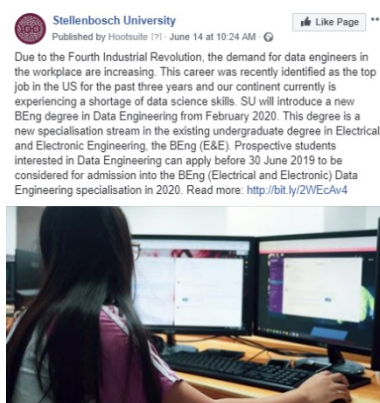 Stellenbosch University
Like Page
Published by Hootsuite [?] · June 14 at 10:24 AM ·
Due to the Fourth Industrial Revolution, the demand for data engineers in
the workplace are increasing. This career was recently identified as the top
job in the US for the past three years and our continent currently is
experiencing a shortage of data science skills. SU will introduce a new
BEng degree in Data Engineering from February 2020. This degree is a
new specialisation stream in the existing undergraduate degree in Electrical
and Electronic Engineering, the BEng (E&E). Prospective students
interested in Data Engineering can apply before 30 June 2019 to be
considered for admission into the BEng (Electrical and Electronic) Data
Engineering specialisation in 2020. Read more: http://bit.ly/2WEcAv4